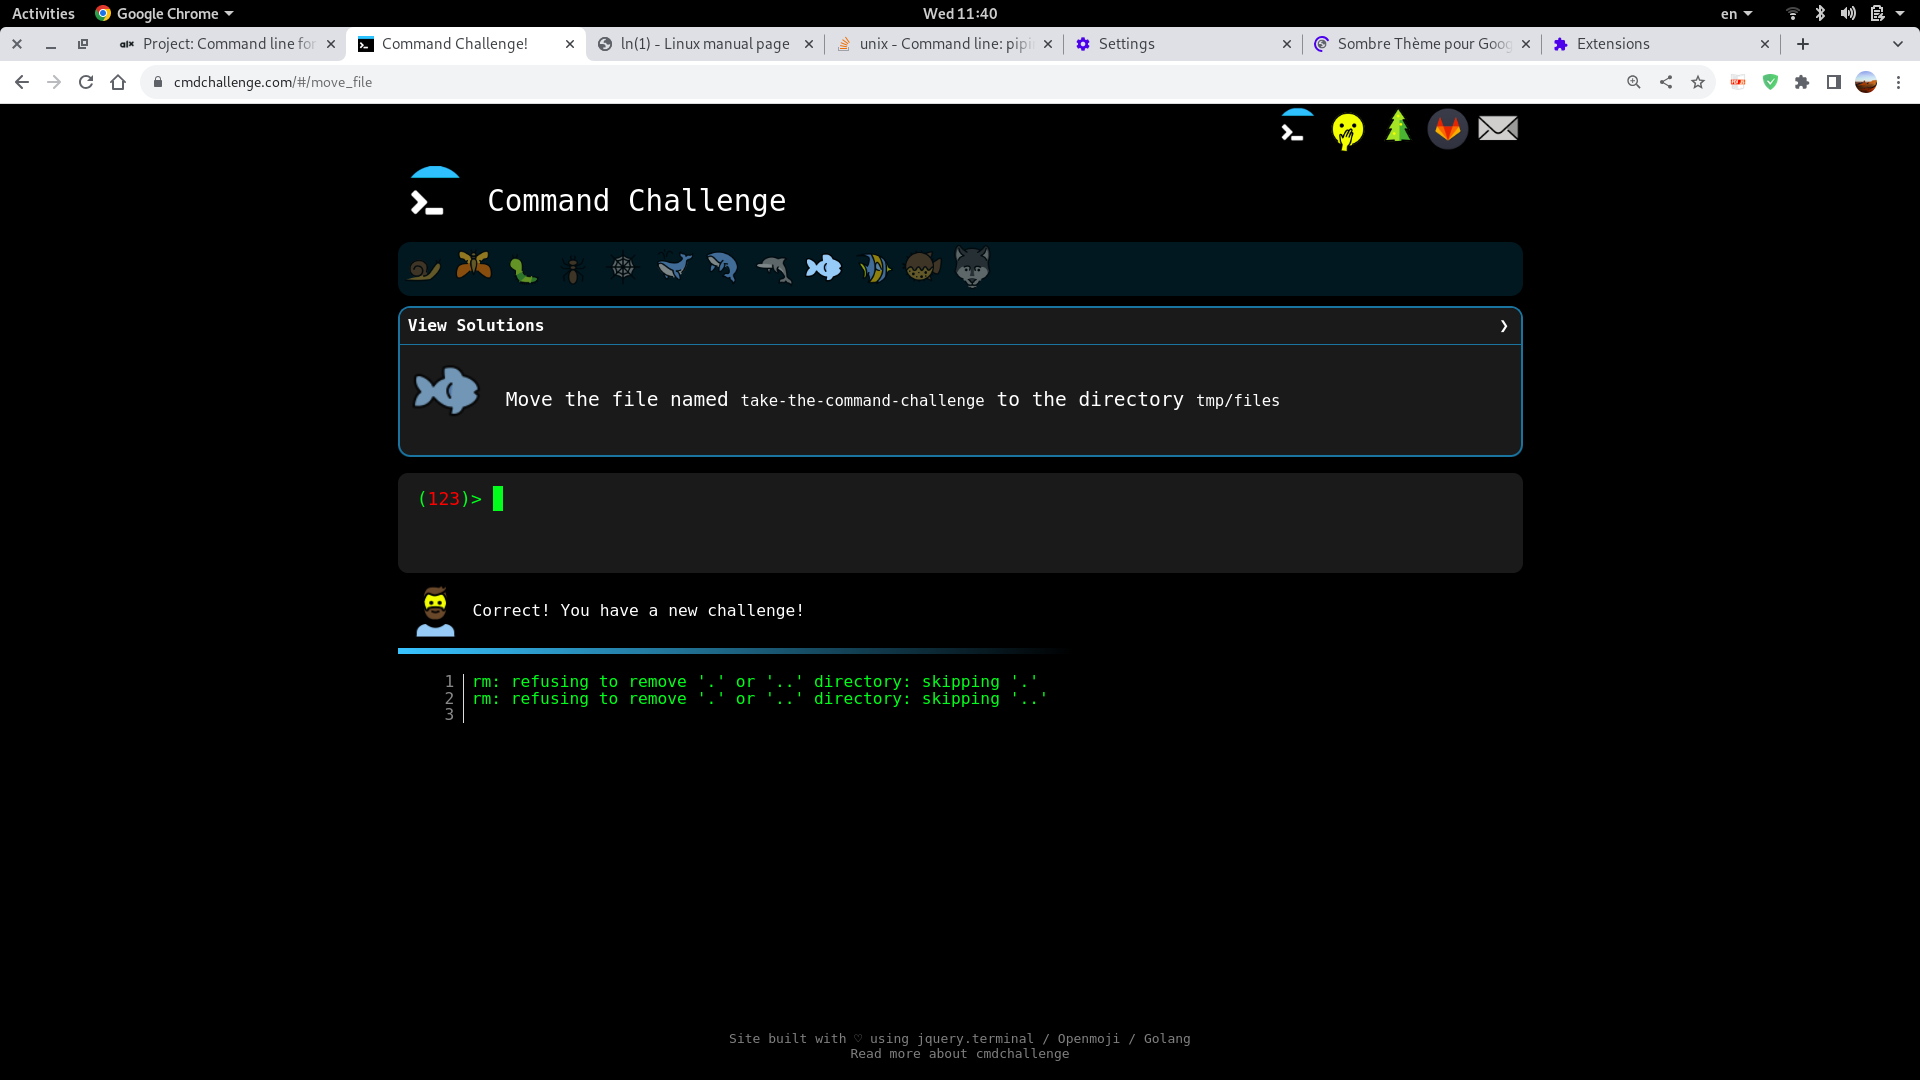 Activities Google Chrome Wed 11:40 en
alx Project: Command line for Command Challenge! ln(1) - Linux manual page unix - Command line: pipi Settings Sombre Thème pour Goog Extensions
cmdchallenge.com/#/move_file
Command Challenge
View Solutions ❯
Move the file named take-the-command-challenge to the directory tmp/files
(123)>
Correct! You have a new challenge!
1 rm: refusing to remove '.' or '..' directory: skipping '.'
2 rm: refusing to remove '.' or '..' directory: skipping '..'
3
Site built with ♡ using jquery.terminal / Openmoji / Golang
Read more about cmdchallenge